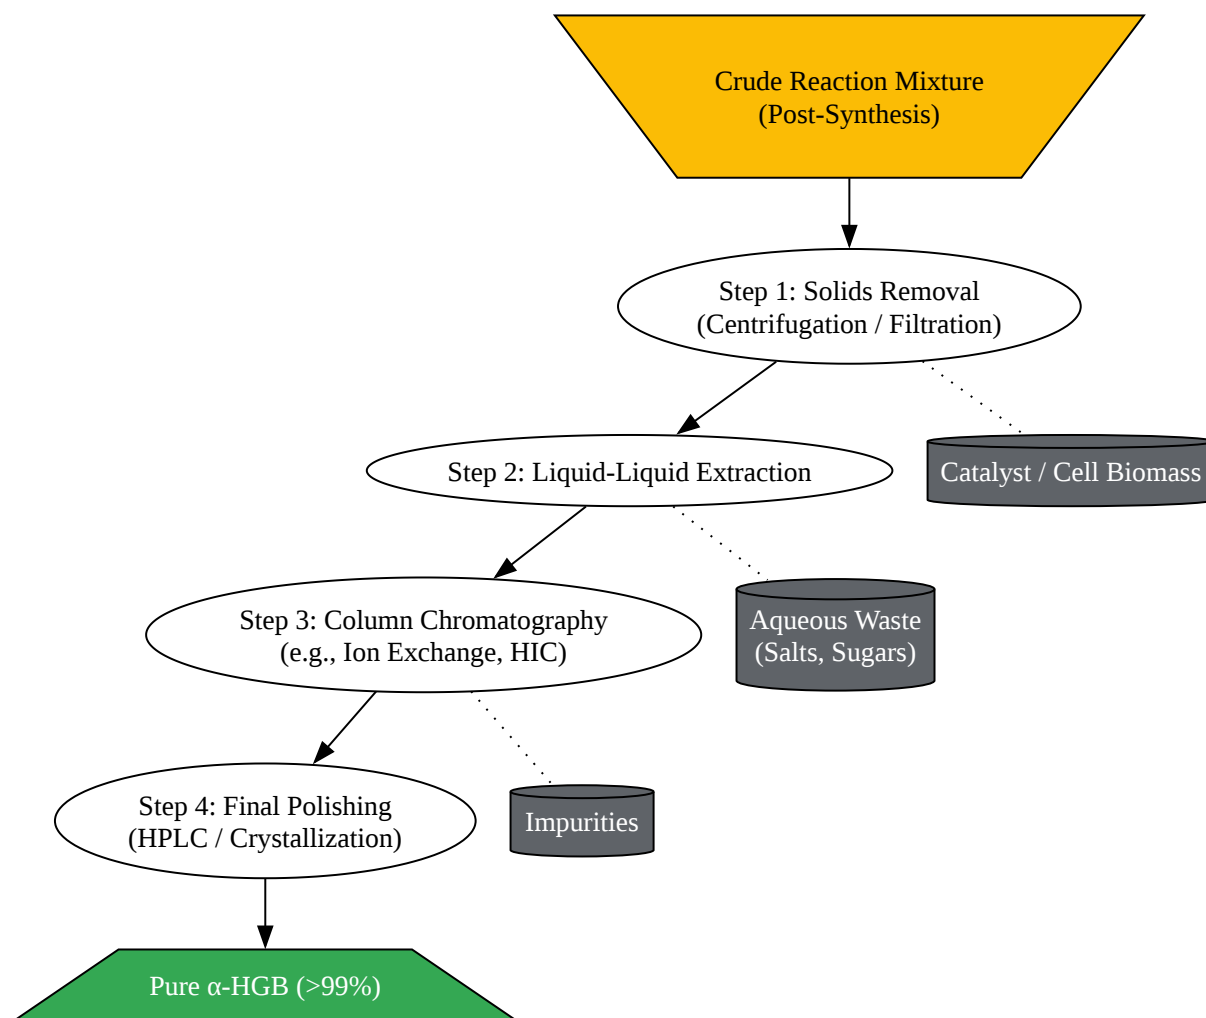 Crude Reaction Mixture
(Post-Synthesis)
Step 1: Solids Removal
(Centrifugation / Filtration)
Step 2: Liquid-Liquid Extraction
Catalyst / Cell Biomass
Step 3: Column Chromatography
(e.g., Ion Exchange, HIC)
Aqueous Waste
(Salts, Sugars)
Step 4: Final Polishing
(HPLC / Crystallization)
Impurities
Pure α-HGB (>99%)